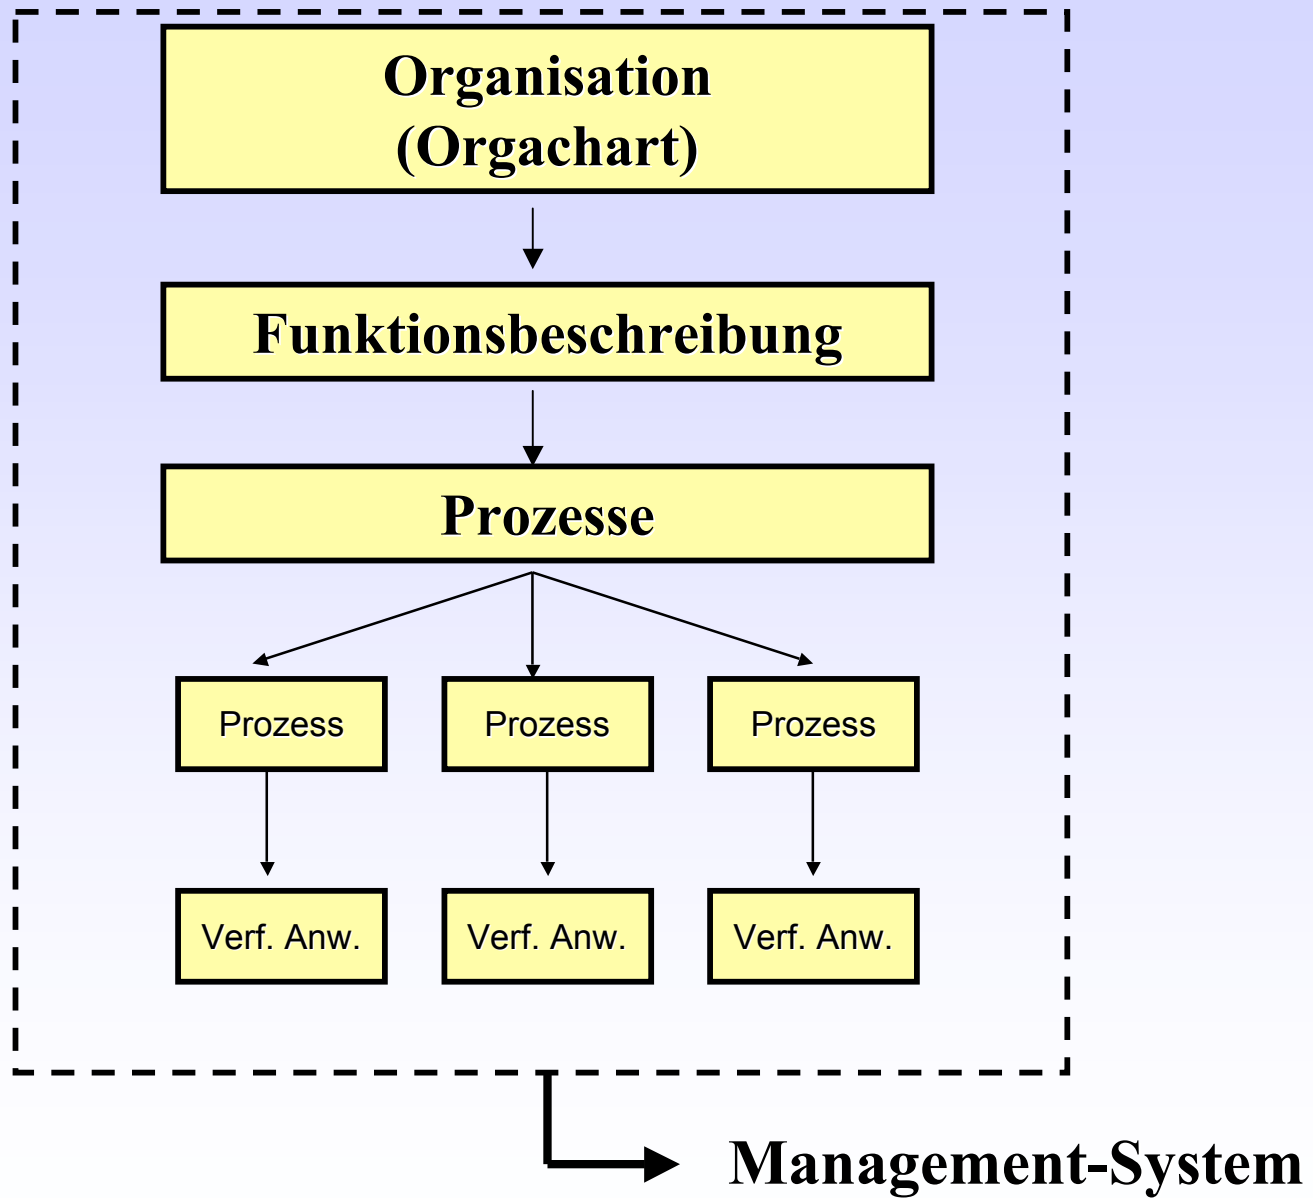 Organisation
(Orgachart)
Funktionsbeschreibung
Prozesse
Prozess
Prozess
Prozess
Verf. Anw.
Verf. Anw.
Verf. Anw.
Management-System